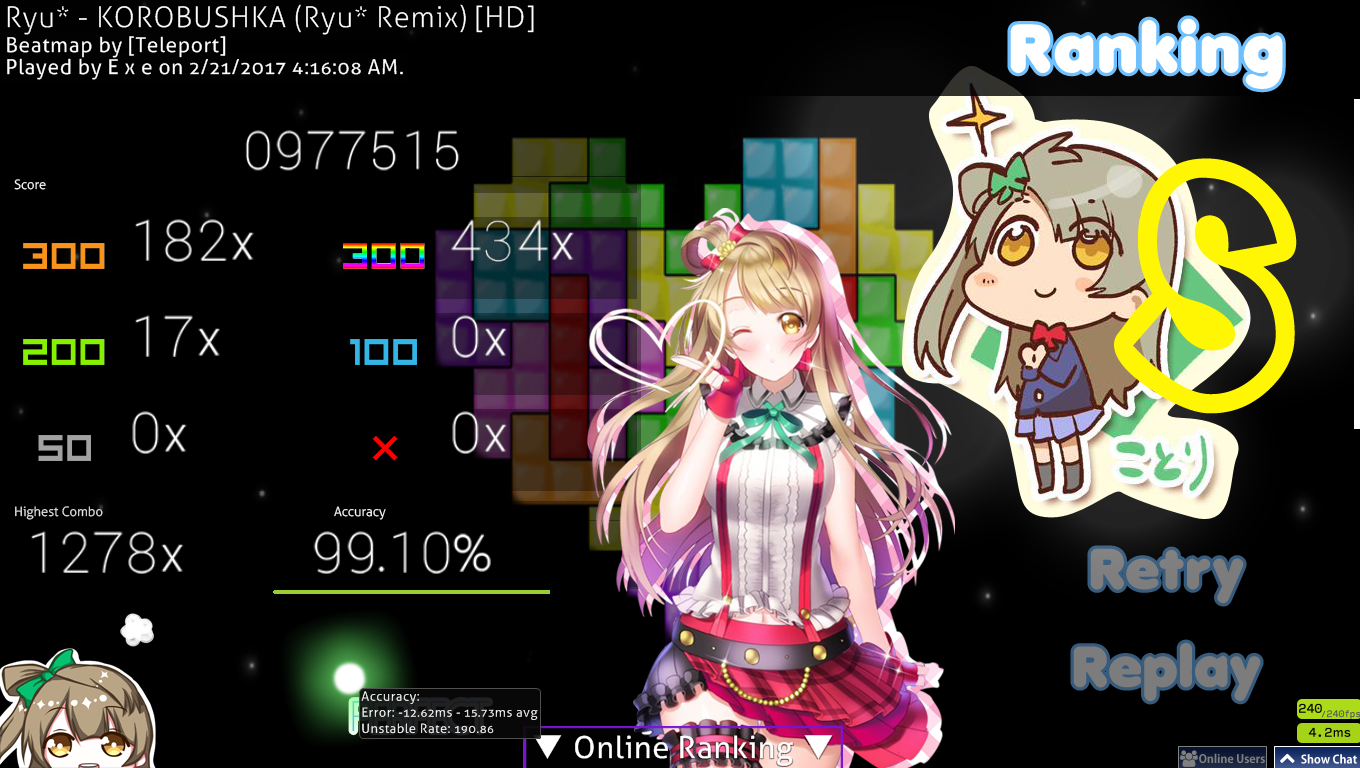 Ryu* - KOROBUSHKA (Ryu* Remix) [HD]
Beatmap by [Teleport]
Played by E x e on 2/21/2017 4:16:08 AM.
Ranking
Score
0977515
300 182x 300 434x
200 17x 100 0x
50 0x 0x
Highest Combo Accuracy
1278x 99.10%
ことり
Retry
Replay
Accuracy:
Error: -12.62ms - 15.73ms avg
Unstable Rate: 190.86
▼ Online Ranking ▼
240/240fps
4.2ms
Online Users
Show Chat